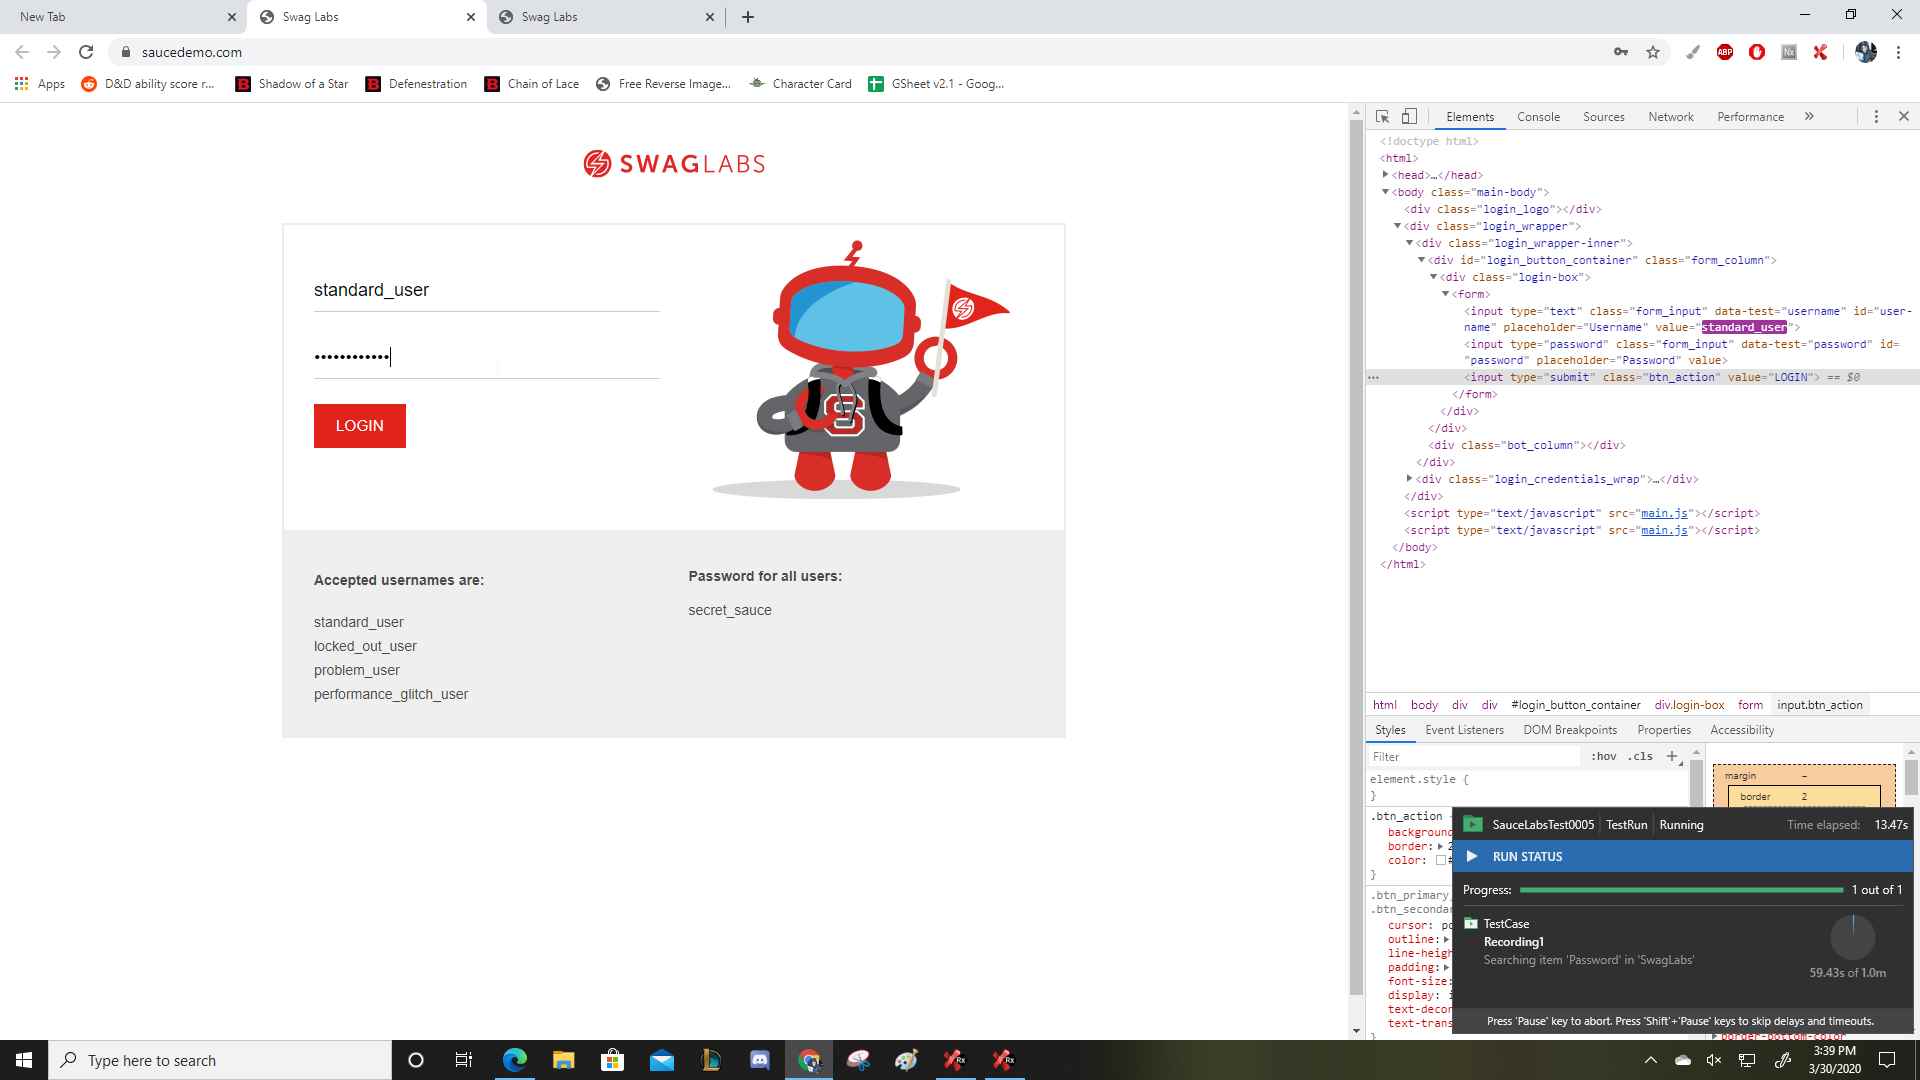 New Tab
Swag Labs
Swag Labs
saucedemo.com
ABP
Nx
Apps
D&D ability score r...
Shadow of a Star
Defenestration
Chain of Lace
Free Reverse Image...
Character Card
GSheet v2.1 - Goog...
SWAGLABS
standard_user
••••••••••••
LOGIN
Accepted usernames are:
standard_user
locked_out_user
problem_user
performance_glitch_user
Password for all users:
secret_sauce
Elements Console Sources Network Performance
<!doctype html>
<html>
<head>…</head>
<body class="main-body">
<div class="login_logo"></div>
<div class="login_wrapper">
<div class="login_wrapper-inner">
<div id="login_button_container" class="form_column">
<div class="login-box">
<form>
<input type="text" class="form_input" data-test="username" id="user-
name" placeholder="Username" value="standard_user">
<input type="password" class="form_input" data-test="password" id=
"password" placeholder="Password" value>
<input type="submit" class="btn_action" value="LOGIN"> == $0
</form>
</div>
</div>
<div class="bot_column"></div>
</div>
<div class="login_credentials_wrap">…</div>
</div>
<script type="text/javascript" src="main.js"></script>
<script type="text/javascript" src="main.js"></script>
</body>
</html>
html body div div #login_button_container div.login-box form input.btn_action
Styles Event Listeners DOM Breakpoints Properties Accessibility
Filter
:hov .cls +
element.style {
}
margin –
border 2
.btn_action
background
border: 2
color: #
}
.btn_primary,
.btn_seconda
cursor: po
outline:
line-heigh
padding:
font-size:
display: i
text-decor
text-trans
}
border-bottom-color
SauceLabsTest0005 TestRun Running Time elapsed: 13.47s
RUN STATUS
Progress: 1 out of 1
TestCase
Recording1
Searching item 'Password' in 'SwagLabs'
59.43s of 1.0m
Press 'Pause' key to abort. Press 'Shift'+'Pause' keys to skip delays and timeouts.
Type here to search
Rx
Rx
3:39 PM
3/30/2020